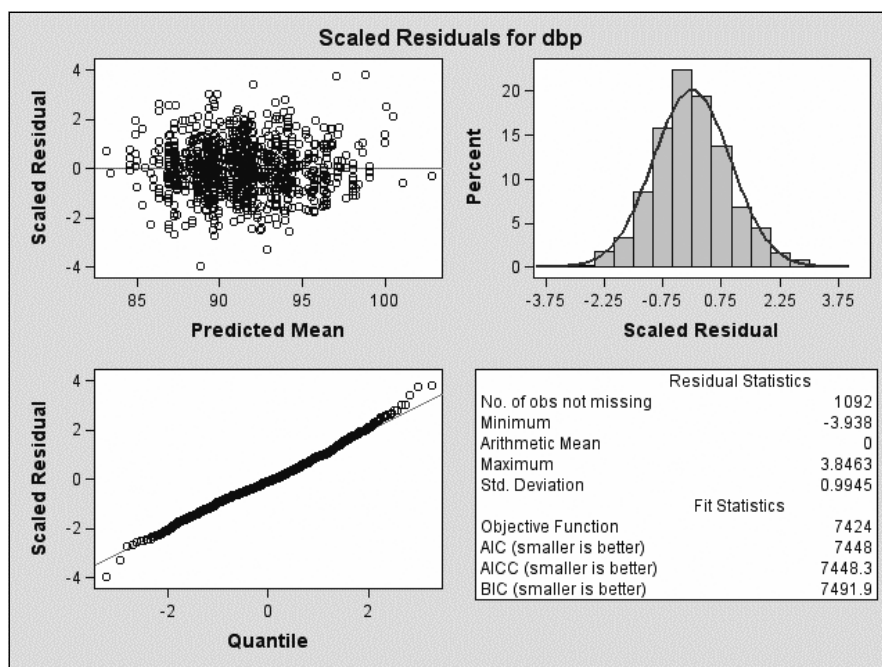 Scaled Residuals for dbp
Scaled Residual
4
2
0
-2
-4
85 90 95 100
Predicted Mean
Percent
20
15
10
5
0
-3.75 -2.25 -0.75 0.75 2.25 3.75
Scaled Residual
Scaled Residual
4
2
0
-2
-4
-2 0 2
Quantile
Residual Statistics
No. of obs not missing 1092
Minimum -3.938
Arithmetic Mean 0
Maximum 3.8463
Std. Deviation 0.9945
Fit Statistics
Objective Function 7424
AIC (smaller is better) 7448
AICC (smaller is better) 7448.3
BIC (smaller is better) 7491.9